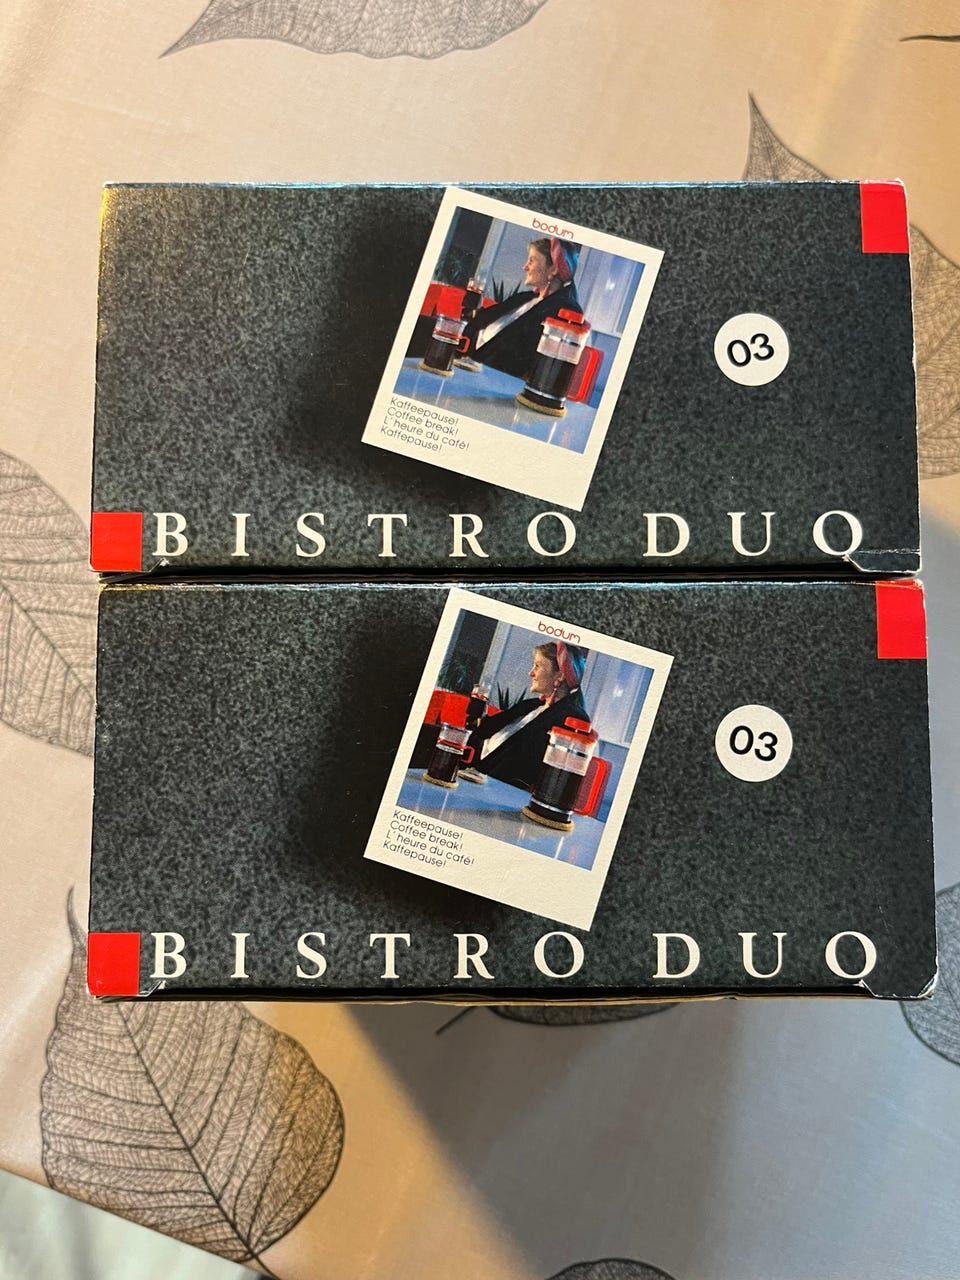 bodum
03
Kaffeepause!
Coffee break!
L'heure du café!
Kaffepause!
BISTRO DUO
bodum
03
Kaffeepause!
Coffee break!
L'heure du café!
Kaffepause!
BISTRO DUO